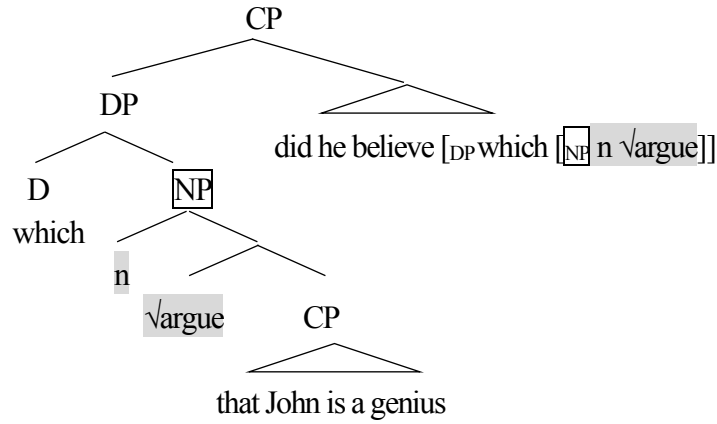 CP
DP
did he believe [DP which [NP n √argue]]
D
NP
which
n
√argue
CP
that John is a genius